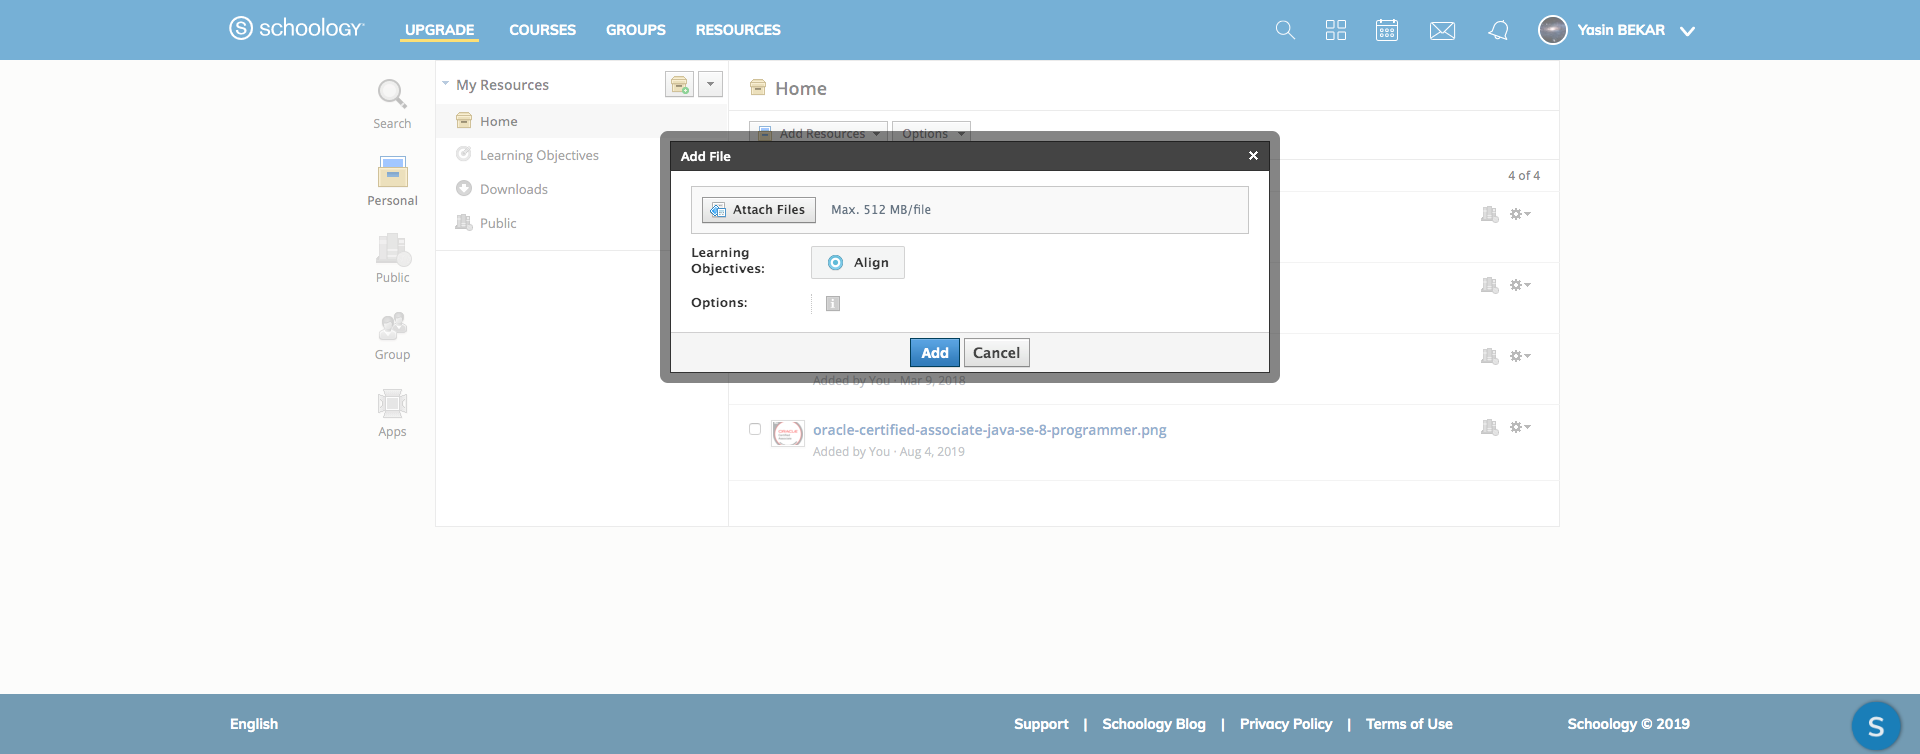 schoology
UPGRADE COURSES GROUPS RESOURCES
Yasin BEKAR
Search
Personal
Public
Group
Apps
My Resources
Home
Learning Objectives
Downloads
Public
Home
Add Resources Options
4 of 4
Add File
Attach Files Max. 512 MB/file
Learning
Objectives:
Align
Options:
Add Cancel
Added by You · Mar 9, 2018
oracle-certified-associate-java-se-8-programmer.png
Added by You · Aug 4, 2019
English
Support | Schoology Blog | Privacy Policy | Terms of Use
Schoology © 2019
S